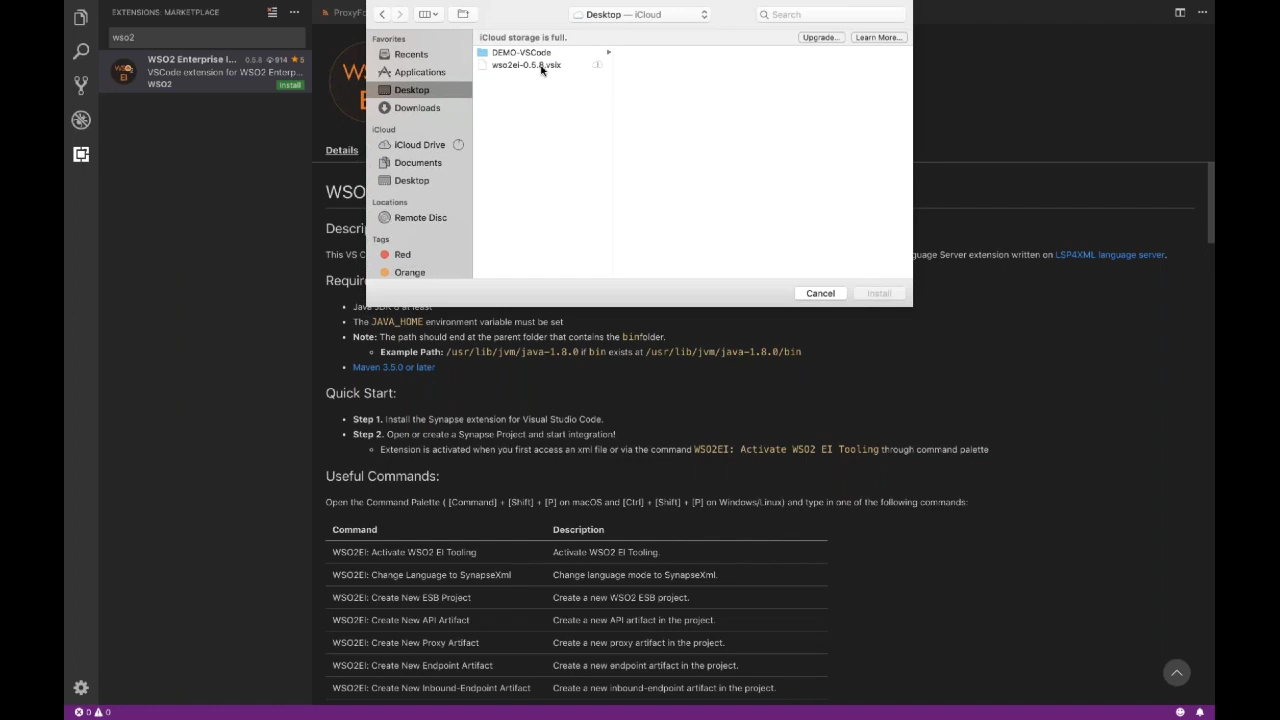 EXTENSIONS: MARKETPLACE
wso2
WSO2 Enterprise I... 0.5.8 914 5
VSCode extension for WSO2 Enterp...
WSO2 Install
ProxyFo
Desktop — iCloud
Search
Favorites
Recents
Applications
Desktop
Downloads
iCloud
iCloud Drive
Documents
Desktop
Locations
Remote Disc
Tags
Red
Orange
iCloud storage is full.
Upgrade...
Learn More...
DEMO-VSCode
wso2ei-0.5.8.vsix
Cancel
Install
Details
WSO
Descri
This VS C
guage Server extension written on LSP4XML language server.
Requir
The JAVA_HOME environment variable must be set
Note: The path should end at the parent folder that contains the binfolder.
Example Path: /usr/lib/jvm/java-1.8.0 if bin exists at /usr/lib/jvm/java-1.8.0/bin
Maven 3.5.0 or later
Quick Start:
Step 1. Install the Synapse extension for Visual Studio Code.
Step 2. Open or create a Synapse Project and start integration!
Extension is activated when you first access an xml file or via the command WSO2EI: Activate WSO2 EI Tooling through command palette
Useful Commands:
Open the Command Palette ( [Command] + [Shift] + [P] on macOS and [Ctrl] + [Shift] + [P] on Windows/Linux) and type in one of the following commands:
Command Description
WSO2EI: Activate WSO2 EI Tooling Activate WSO2 EI Tooling.
WSO2EI: Change Language to SynapseXml Change language mode to SynapseXml.
WSO2EI: Create New ESB Project Create a new WSO2 ESB project.
WSO2EI: Create New API Artifact Create a new API artifact in the project.
WSO2EI: Create New Proxy Artifact Create a new proxy artifact in the project.
WSO2EI: Create New Endpoint Artifact Create a new endpoint artifact in the project.
WSO2EI: Create New Inbound-Endpoint Artifact Create a new inbound-endpoint artifact in the project.
0 0